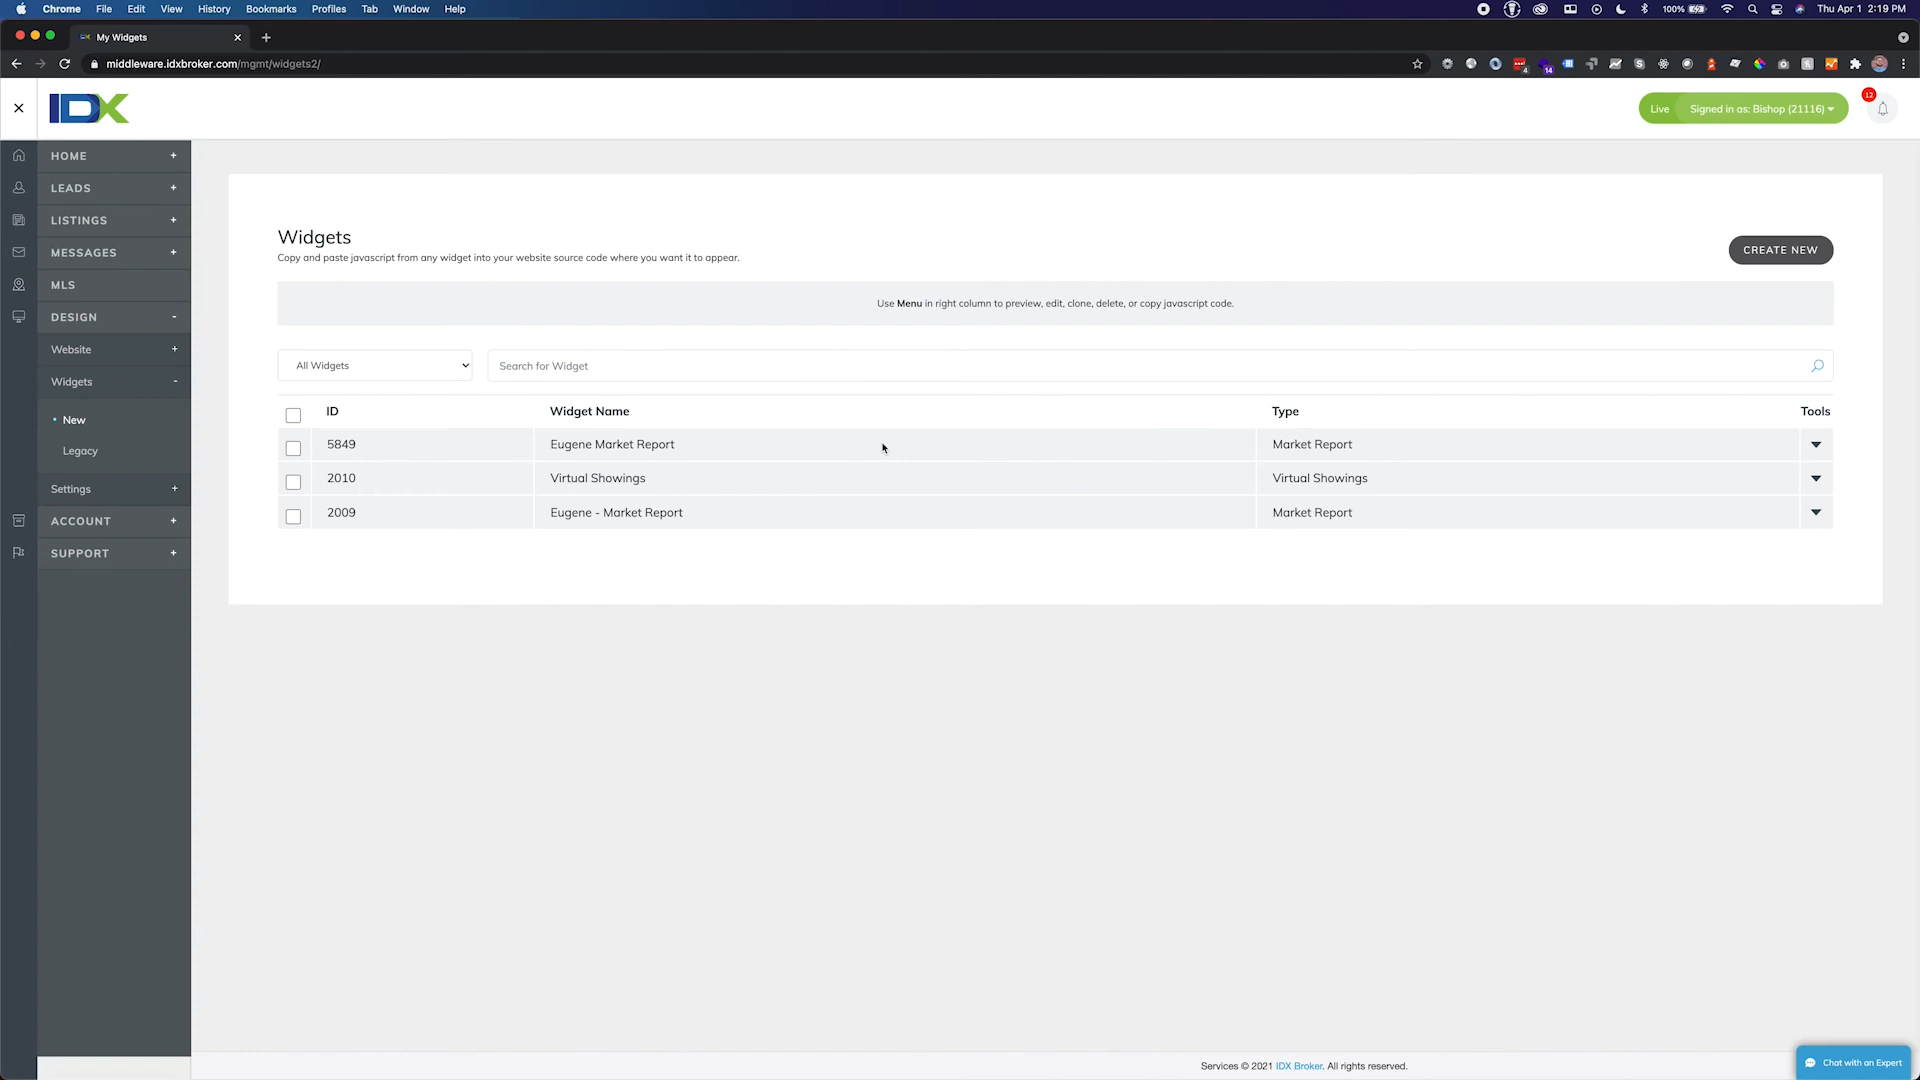 Chrome File Edit View History Bookmarks Profiles Tab Window Help 100% Thu Apr 1 2:19 PM
My Widgets
middleware.idxbroker.com/mgmt/widgets2/ 4 14
IDX Live Signed in as: Bishop (21116) 12
HOME +
LEADS +
LISTINGS +
MESSAGES +
MLS
DESIGN -
Website +
Widgets -
New
Legacy
Settings +
ACCOUNT +
SUPPORT +
Widgets
Copy and paste javascript from any widget into your website source code where you want it to appear.
CREATE NEW
Use Menu in right column to preview, edit, clone, delete, or copy javascript code.
All Widgets Search for Widget
ID Widget Name Type Tools
5849 Eugene Market Report Market Report
2010 Virtual Showings Virtual Showings
2009 Eugene - Market Report Market Report
Services © 2021 IDX Broker. All rights reserved.
Chat with an Expert